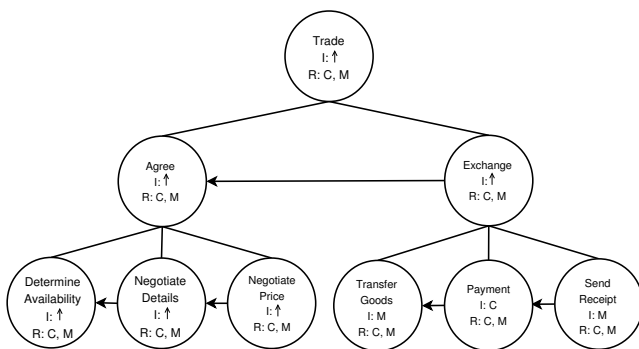 Trade
I: ↑
R: C, M
Agree
I: ↑
R: C, M
Exchange
I: ↑
R: C, M
Determine
Availability
I: ↑
R: C, M
Negotiate
Details
I: ↑
R: C, M
Negotiate
Price
I: ↑
R: C, M
Transfer
Goods
I: M
R: C, M
Payment
I: C
R: C, M
Send
Receipt
I: M
R: C, M